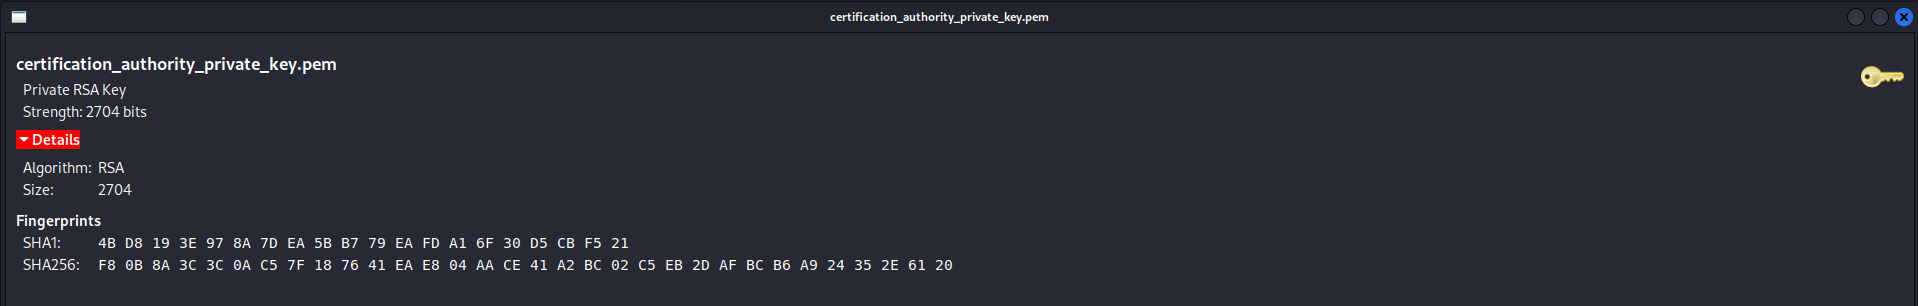 certification_authority_private_key.pem
certification_authority_private_key.pem
Private RSA Key
Strength: 2704 bits
Details
Algorithm: RSA
Size: 2704
Fingerprints
SHA1: 4B D8 19 3E 97 8A 7D EA 5B B7 79 EA FD A1 6F 30 D5 CB F5 21
SHA256: F8 0B 8A 3C 3C 0A C5 7F 18 76 41 EA E8 04 AA CE 41 A2 BC 02 C5 EB 2D AF BC B6 A9 24 35 2E 61 20